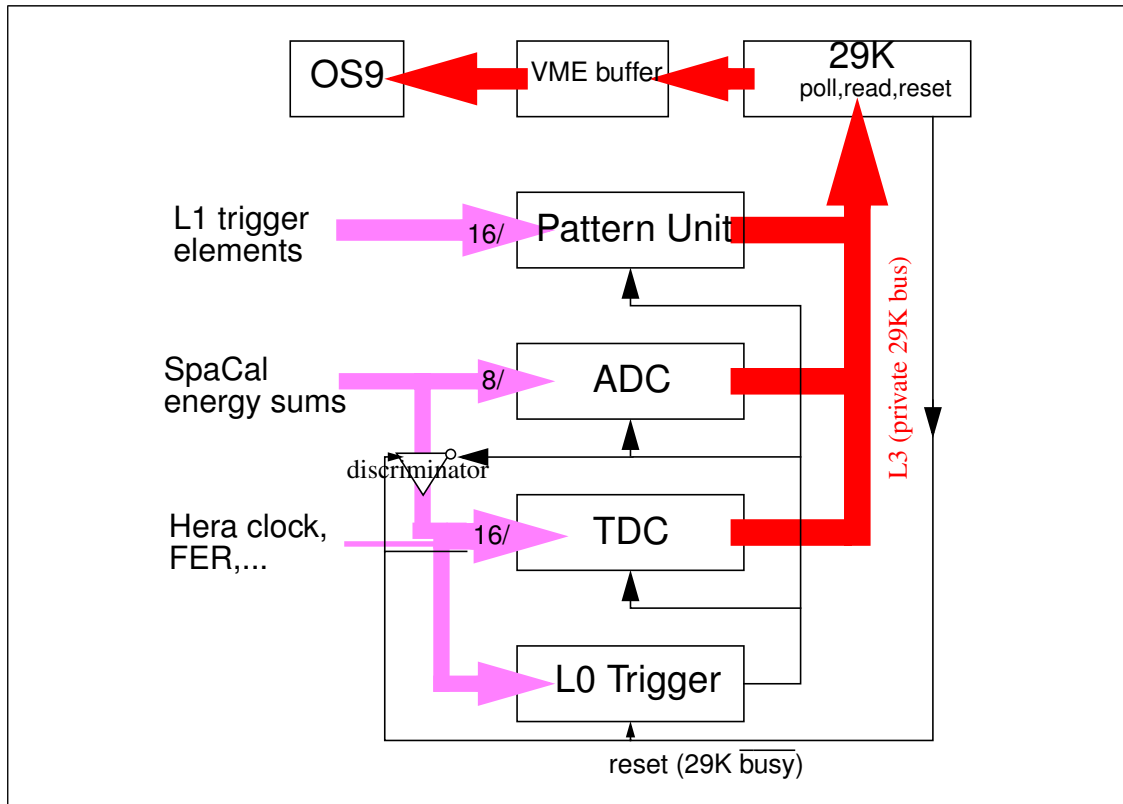 OS9
VME buffer
29K
poll,read,reset
L1 trigger
elements
16/
Pattern Unit
L3 (private 29K bus)
SpaCal
energy sums
8/
ADC
discriminator
Hera clock,
FER,...
16/
TDC
L0 Trigger
reset (29K busy)